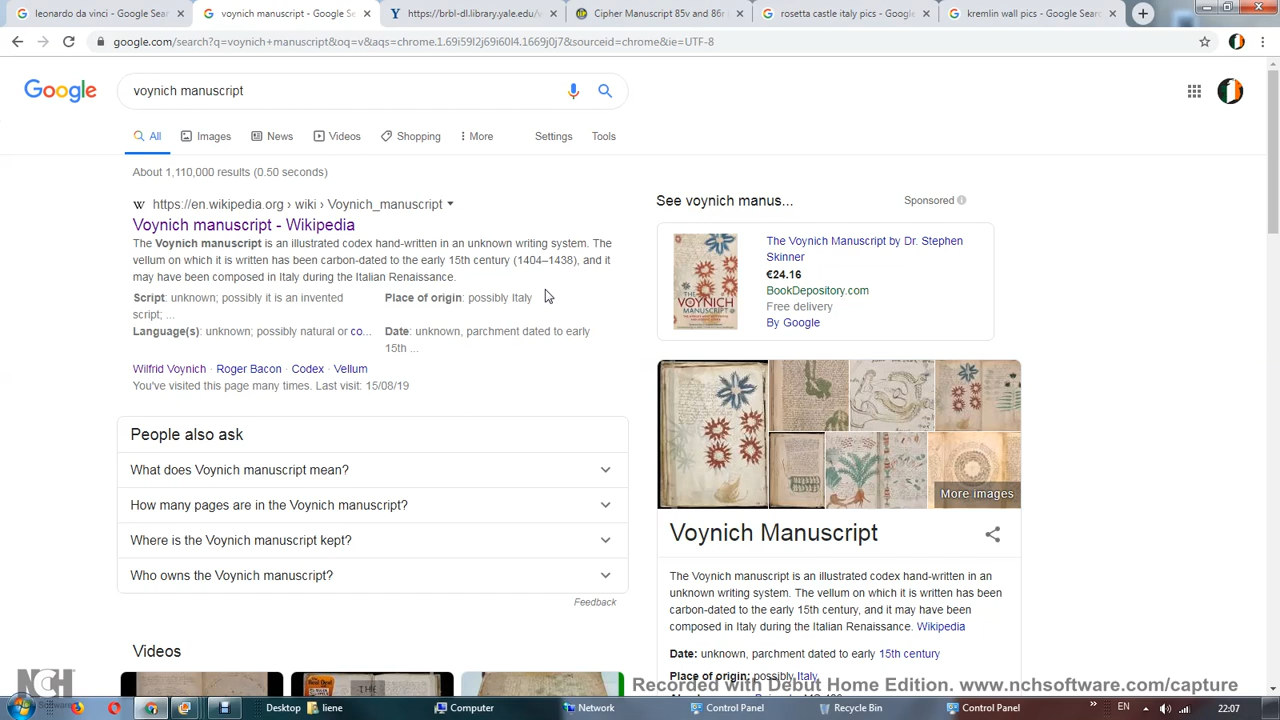 leonardo da vinci - Google Sear
voynich manuscript - Google Se
https://brbl-dl.library.yale.edu/v
Cipher Manuscript 85v and 86r
rosetta stone italy pics - Google
kremlin wall pics - Google Searc
google.com/search?q=voynich+manuscript&oq=v&aqs=chrome.1.69i59l2j69i60l4.1669j0j7&sourceid=chrome&ie=UTF-8
Google
voynich manuscript
All Images News Videos Shopping More Settings Tools
About 1,110,000 results (0.50 seconds)
W https://en.wikipedia.org › wiki › Voynich_manuscript
Voynich manuscript - Wikipedia
The Voynich manuscript is an illustrated codex hand-written in an unknown writing system. The
vellum on which it is written has been carbon-dated to the early 15th century (1404–1438), and it
may have been composed in Italy during the Italian Renaissance.
Script: unknown; possibly it is an invented
script; ...
Place of origin: possibly Italy
Language(s): unknown; possibly natural or co...
Date: unknown, parchment dated to early
15th ...
Wilfrid Voynich · Roger Bacon · Codex · Vellum
You've visited this page many times. Last visit: 15/08/19
People also ask
What does Voynich manuscript mean?
How many pages are in the Voynich manuscript?
Where is the Voynich manuscript kept?
Who owns the Voynich manuscript?
Feedback
Videos
See voynich manus...
Sponsored
THE VOYNICH MANUSCRIPT
The Voynich Manuscript by Dr. Stephen
Skinner
€24.16
BookDepository.com
Free delivery
By Google
More images
Voynich Manuscript
The Voynich manuscript is an illustrated codex hand-written in an
unknown writing system. The vellum on which it is written has been
carbon-dated to the early 15th century, and it may have been
composed in Italy during the Italian Renaissance. Wikipedia
Date: unknown, parchment dated to early 15th century
Place of origin: possibly Italy
NCH
Software
Recorded with Debut Home Edition. www.nchsoftware.com/capture
Desktop
liene
Computer
Network
Control Panel
Recycle Bin
Control Panel
EN
22:07